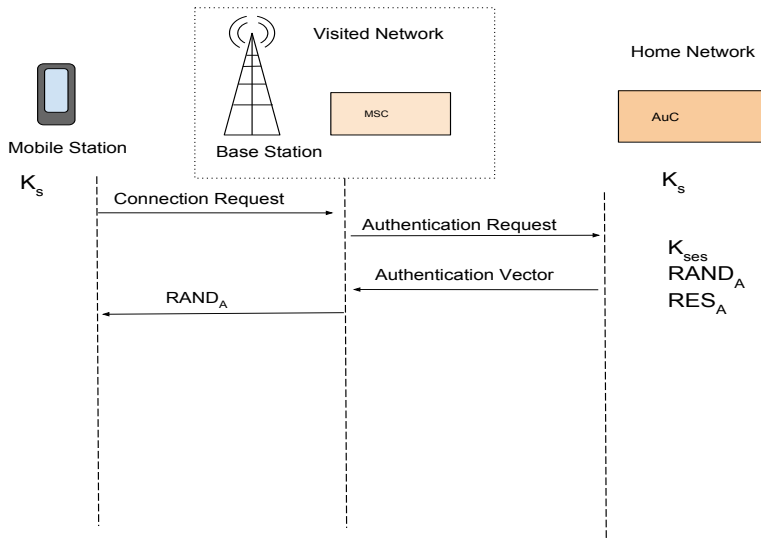 Visited Network
Home Network
MSC
AuC
Mobile Station
Base Station
Kₛ
Kₛ
Connection Request
Authentication Request
Kses
Authentication Vector
RANDA
RANDA
RESA